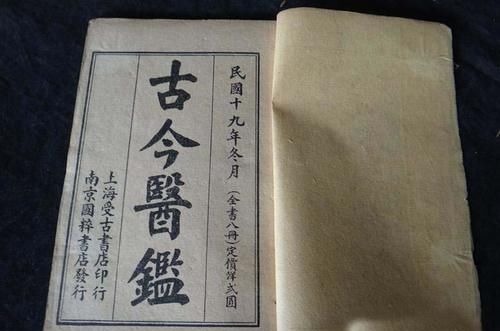 民國十九年冬月(全書八冊)定價洋弍圓
古今醫鑑
上海受古書店印行
南京國粹書店發行